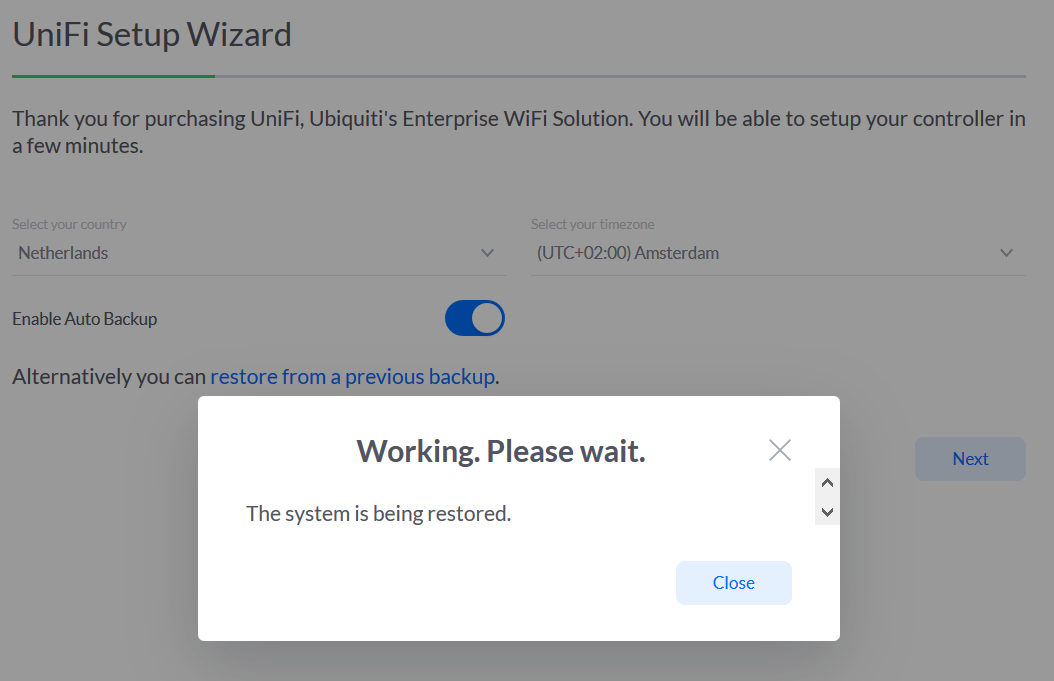 UniFi Setup Wizard
Thank you for purchasing UniFi, Ubiquiti's Enterprise WiFi Solution. You will be able to setup your controller in
a few minutes.
Select your country
Select your timezone
Netherlands
(UTC+02:00) Amsterdam
Enable Auto Backup
Alternatively you can restore from a previous backup.
Working. Please wait.
Next
The system is being restored.
Close